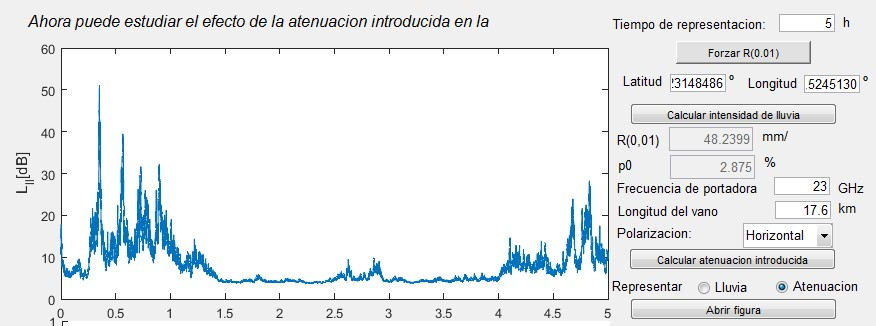 Ahora puede estudiar el efecto de la atenuacion introducida en la
Tiempo de representacion: 5 h
Forzar R(0.01)
Latitud 23148486 º Longitud .5245130 º
Calcular intensidad de lluvia
R(0,01) 48.2399 mm/
p0 2.875 %
Frecuencia de portadora 23 GHz
Longitud del vano 17.6 km
Polarizacion: Horizontal
Calcular atenuacion introducida
Representar Lluvia Atenuacion
Abrir figura
60
50
40
30
20
10
0
L_ll[dB]
0 0.5 1 1.5 2 2.5 3 3.5 4 4.5 5
1